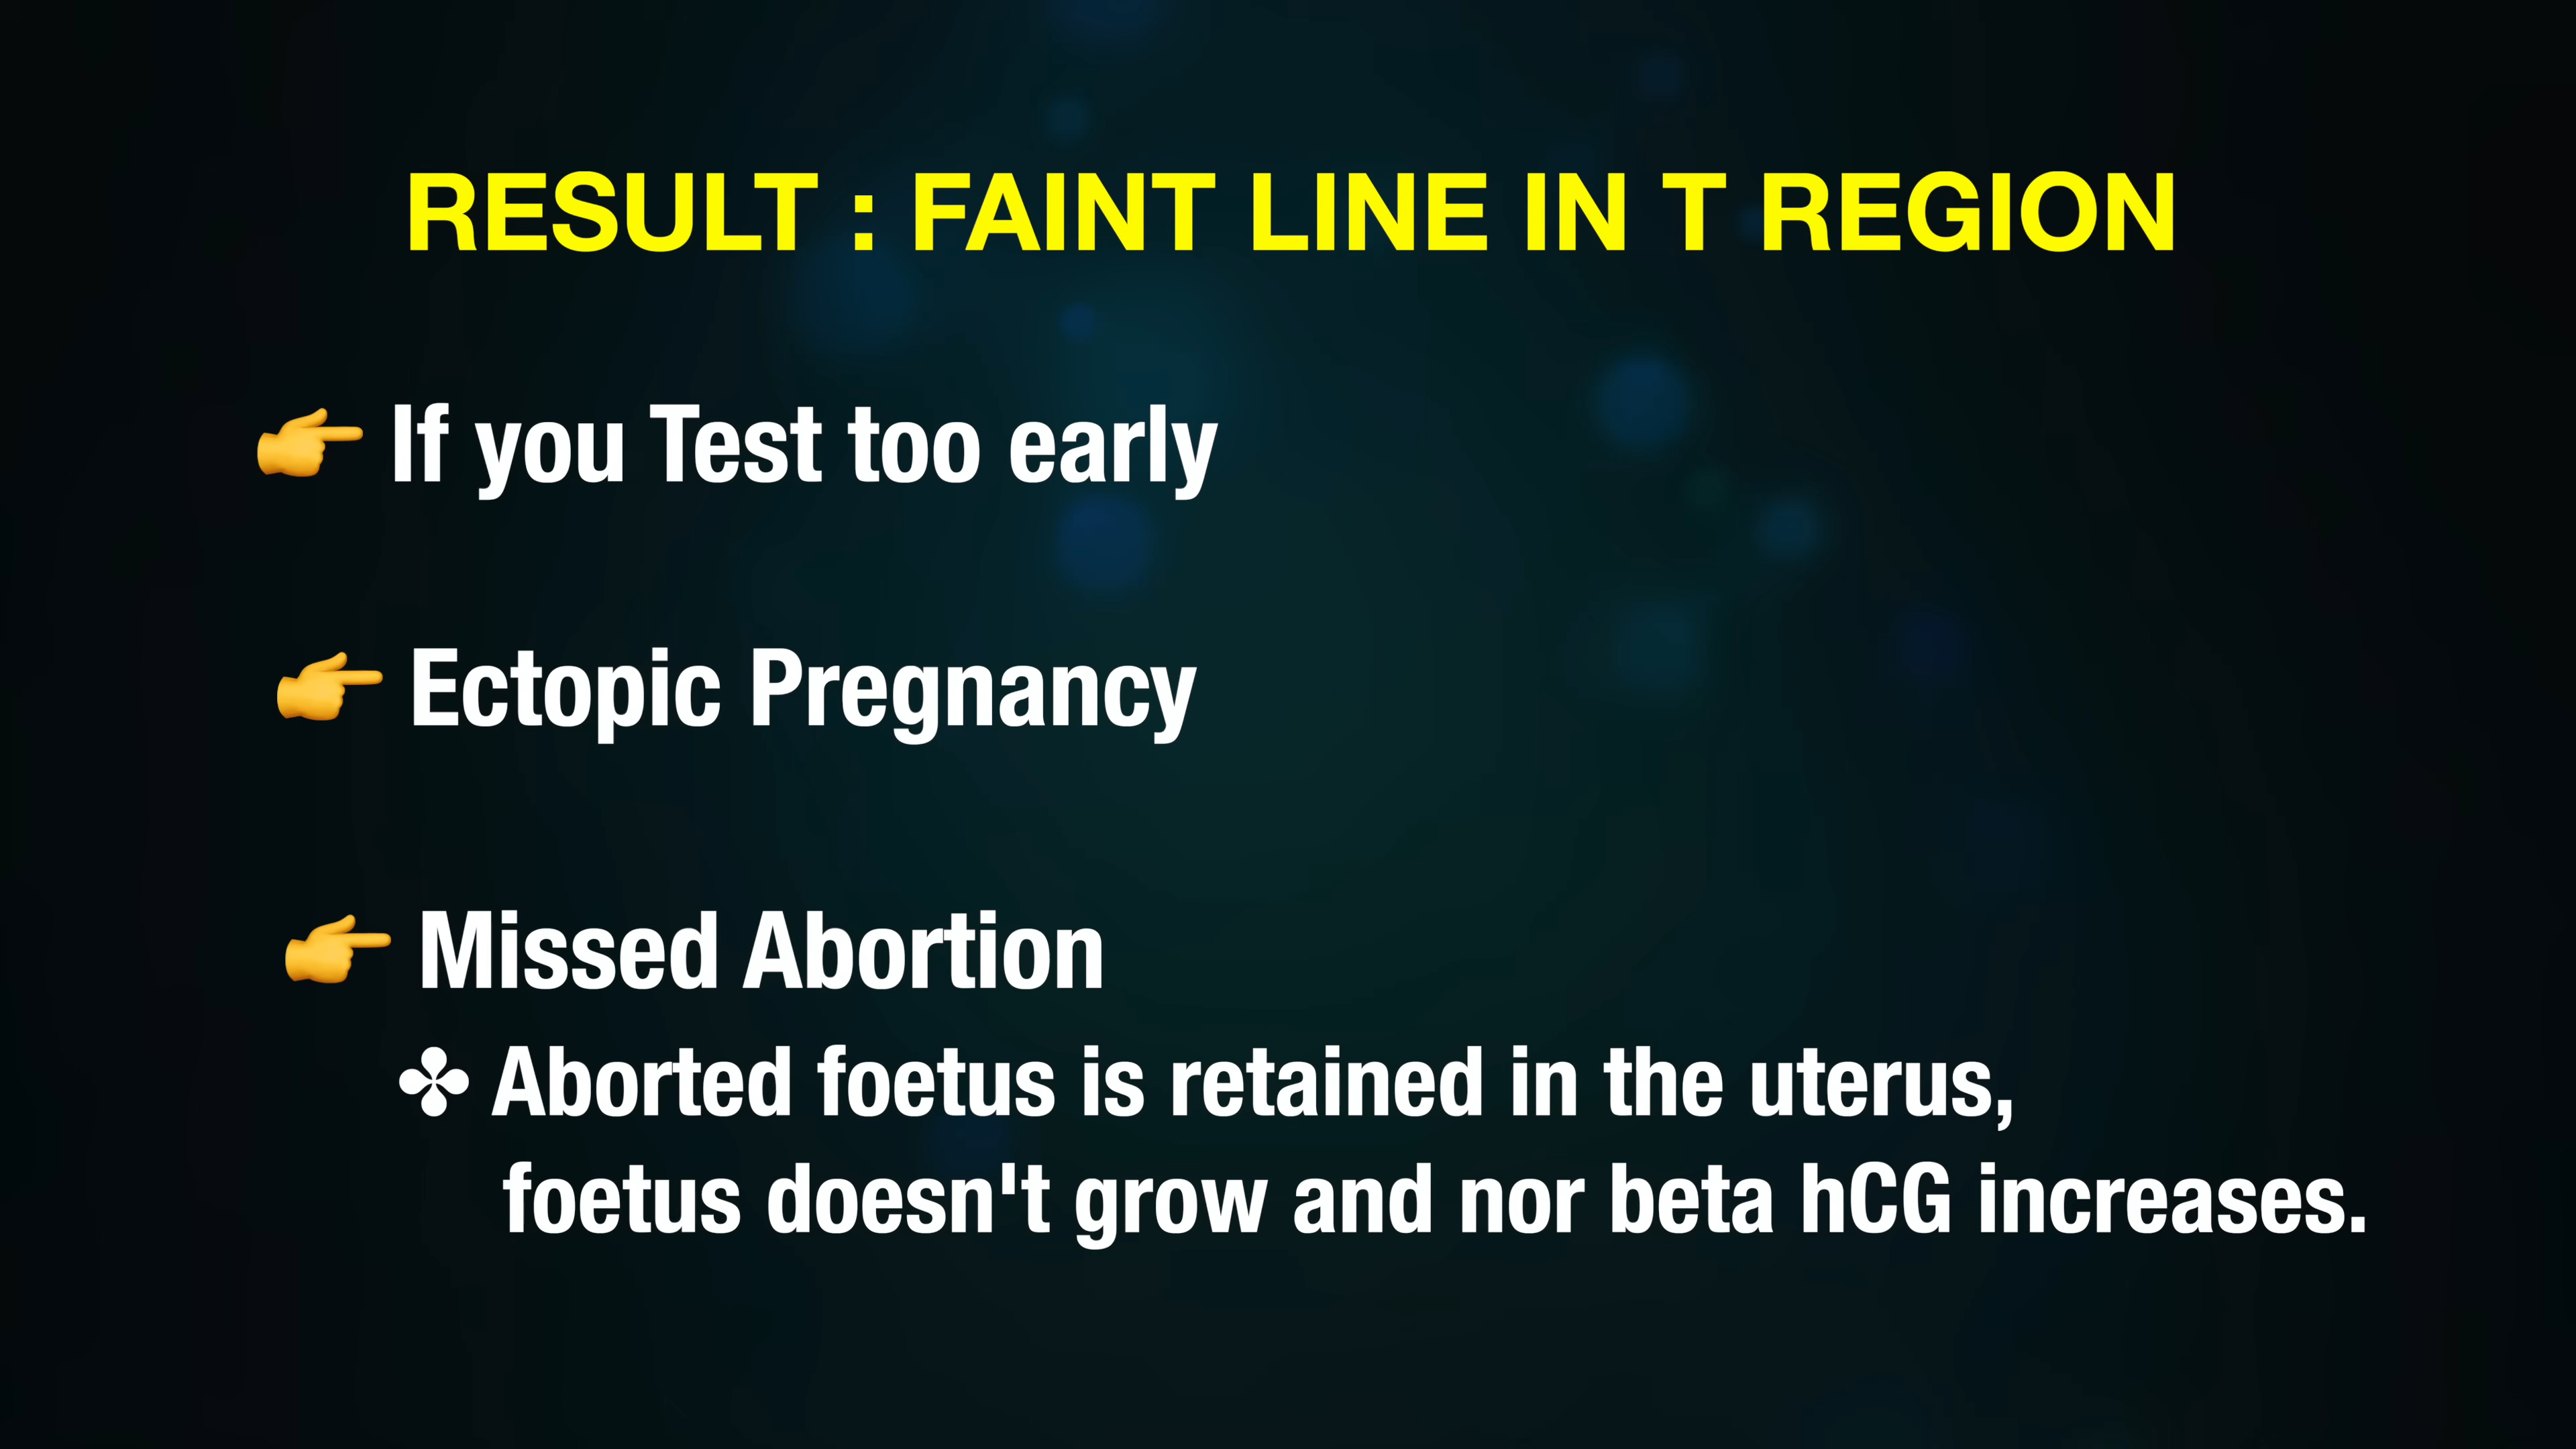 RESULT : FAINT LINE IN T REGION
👉 If you Test too early
👉 Ectopic Pregnancy
👉 Missed Abortion
✤ Aborted foetus is retained in the uterus,
foetus doesn't grow and nor beta hCG increases.